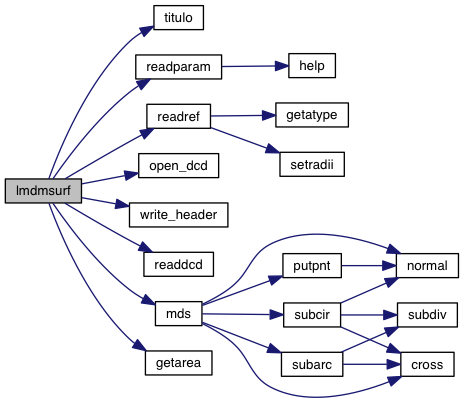 titulo
readparam
help
readref
getatype
setradii
open_dcd
lmdmsurf
write_header
readdcd
putpnt
normal
mds
subcir
subdiv
getarea
subarc
cross